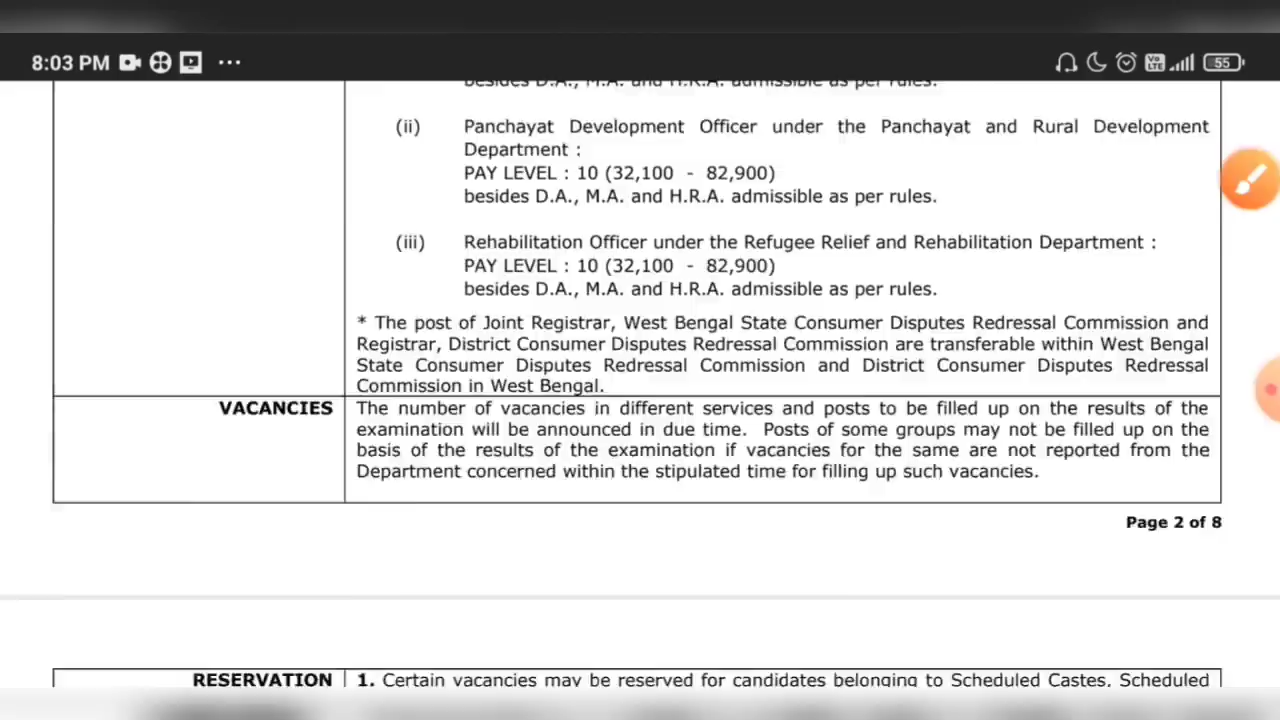 8:03 PM ...
Vo LTE 55
besides D.A., M.A. and H.R.A. admissible as per rules.
(ii) Panchayat Development Officer under the Panchayat and Rural Development
Department :
PAY LEVEL : 10 (32,100 - 82,900)
besides D.A., M.A. and H.R.A. admissible as per rules.
(iii) Rehabilitation Officer under the Refugee Relief and Rehabilitation Department :
PAY LEVEL : 10 (32,100 - 82,900)
besides D.A., M.A. and H.R.A. admissible as per rules.
* The post of Joint Registrar, West Bengal State Consumer Disputes Redressal Commission and
Registrar, District Consumer Disputes Redressal Commission are transferable within West Bengal
State Consumer Disputes Redressal Commission and District Consumer Disputes Redressal
Commission in West Bengal.
VACANCIES The number of vacancies in different services and posts to be filled up on the results of the
examination will be announced in due time. Posts of some groups may not be filled up on the
basis of the results of the examination if vacancies for the same are not reported from the
Department concerned within the stipulated time for filling up such vacancies.
Page 2 of 8
RESERVATION 1. Certain vacancies may be reserved for candidates belonging to Scheduled Castes, Scheduled